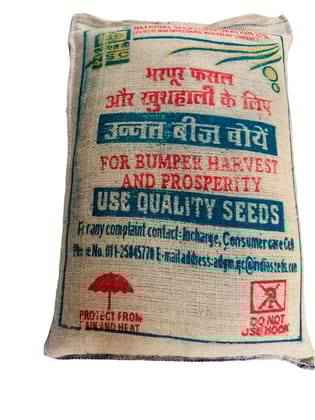 भरपूर फसल
और खुशहाली के लिए
उन्नत बीज बोयें
FOR BUMPER HARVEST
AND PROSPERITY
USE QUALITY SEEDS
For any complaint contact: Incharge, Consumer care Cell
Phone No. 011-25845770 E-mail address-
PROTECT FROM
RAIN AND HEAT
DO NOT
USE HOOK